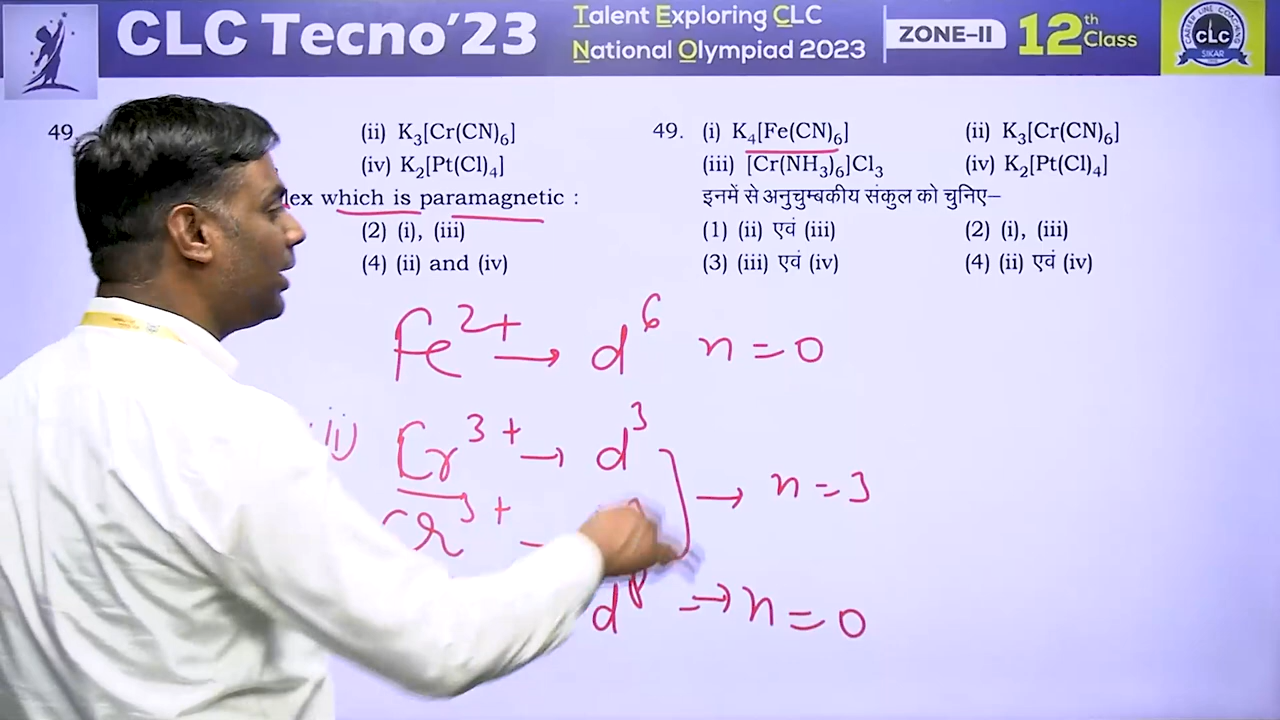 CLC Tecno'23
Talent Exploring CLC
National Olympiad 2023
ZONE-II
12th Class
CLC
SIKAR
49.
(ii) K₃[Cr(CN)₆]
(iv) K₂[Pt(Cl)₄]
which is paramagnetic :
(2) (i), (iii)
(4) (ii) and (iv)
49. (i) K₄[Fe(CN)₆] (ii) K₃[Cr(CN)₆]
(iii) [Cr(NH₃)₆]Cl₃ (iv) K₂[Pt(Cl)₄]
इनमें से अनुचुम्बकीय संकुल को चुनिए–
(1) (ii) एवं (iii) (2) (i), (iii)
(3) (iii) एवं (iv) (4) (ii) एवं (iv)
Fe²⁺ → d⁶ n = 0
ii) Cr³⁺ → d³
→ n = 3
Cr³⁺
d⁸ → n = 0